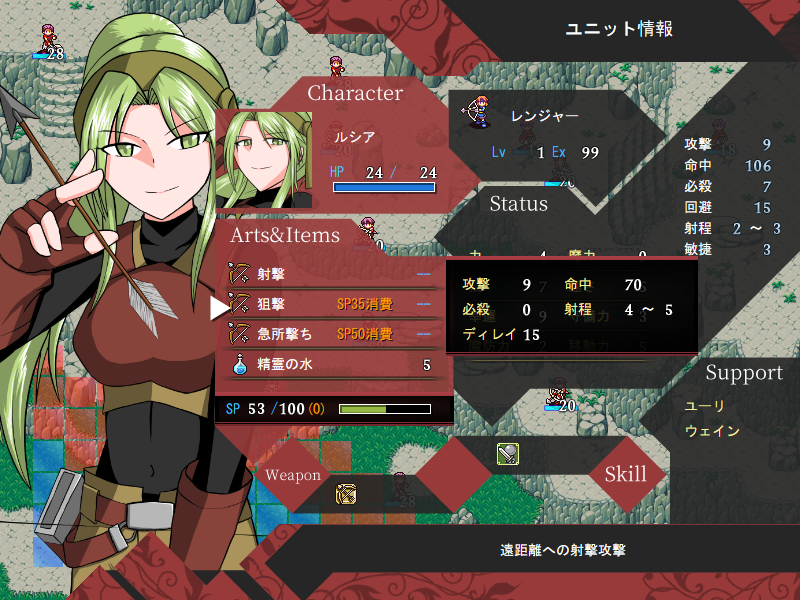 ユニット情報
28
Character
ルシア
HP 24 / 24
レンジャー
Lv 1 Ex 99
攻撃 9
命中 106
必殺 7
回避 15
射程 2 ～ 3
敏捷 3
Status
Arts&Items
射撃 --
狙撃 SP35消費 --
急所撃ち SP50消費 --
精霊の水 5
SP 53 /100(0)
攻撃 9 命中 70
必殺 0 射程 4 ～ 5
ディレイ 15
Support
ユーリ
ウェイン
20
Weapon
Skill
遠距離への射撃攻撃